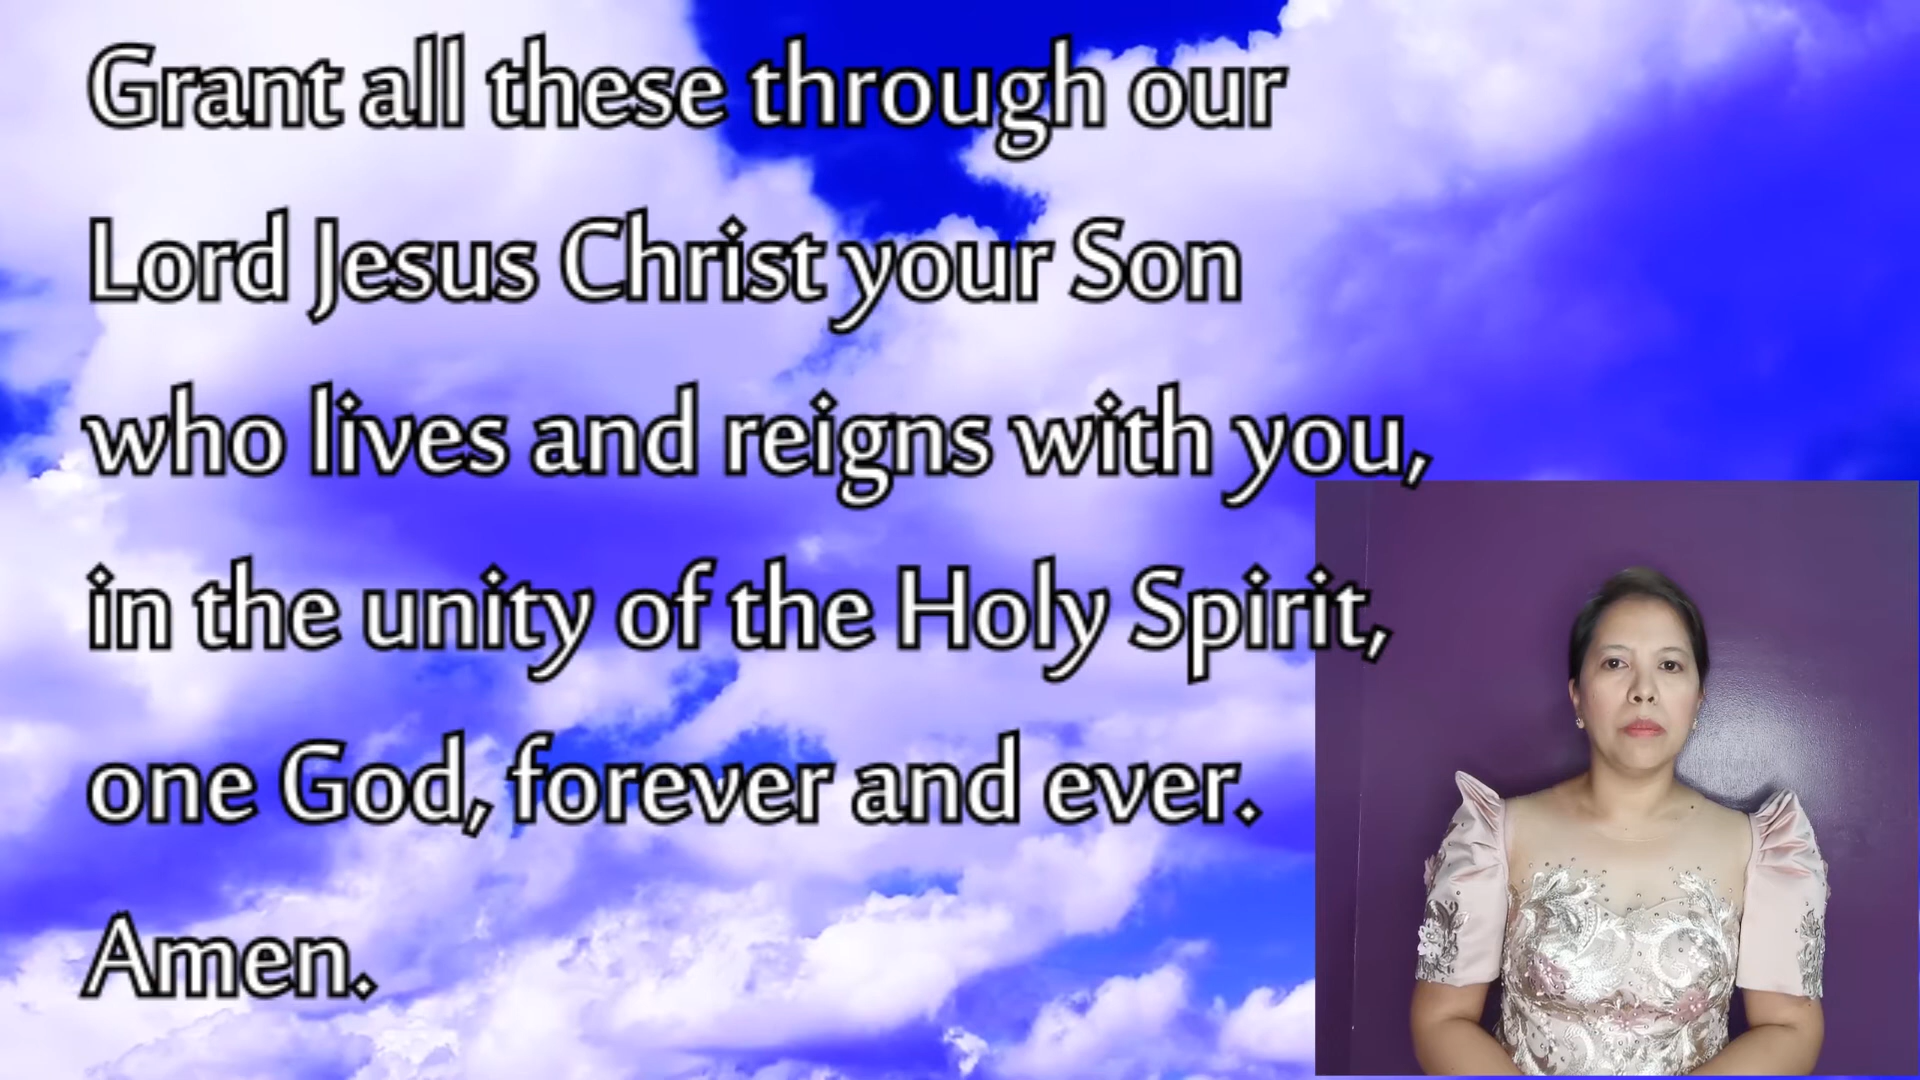 Grant all these through our
Lord Jesus Christ your Son
who lives and reigns with you,
in the unity of the Holy Spirit,
one God, forever and ever.
Amen.